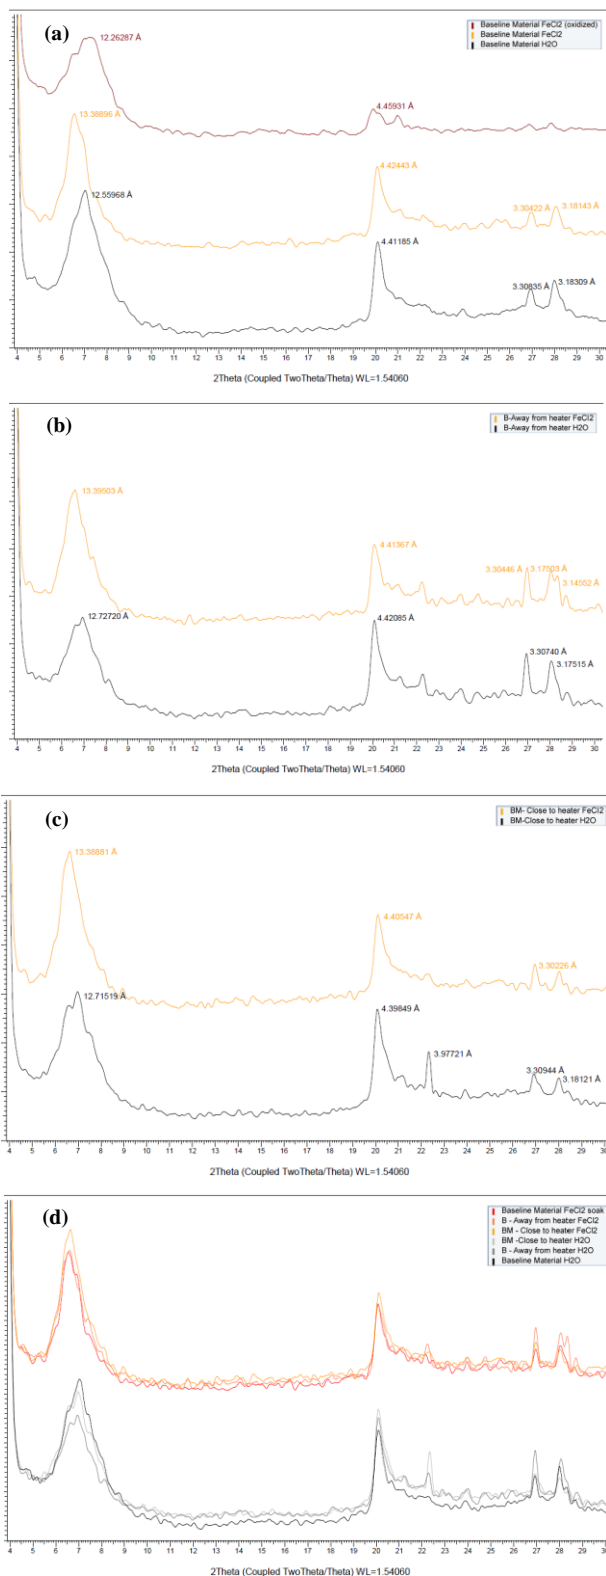 (a)
Baseline Material FeCl2 (oxidized)
Baseline Material FeCl2
Baseline Material H2O
12.26287 Å
4.45931 Å
13.38896 Å
4.42443 Å
3.30422 Å
3.18143 Å
12.55968 Å
4.41185 Å
3.30835 Å
3.18309 Å
4 5 6 7 8 9 10 11 12 13 14 15 16 17 18 19 20 21 22 23 24 25 26 27 28 29 30
2Theta (Coupled TwoTheta/Theta) WL=1.54060
(b)
B-Away from heater FeCl2
B-Away from heater H2O
13.39503 Å
4.41367 Å
3.30446 Å
3.17503 Å
3.14552 Å
12.72720 Å
4.42085 Å
3.30740 Å
3.17515 Å
4 5 6 7 8 9 10 11 12 13 14 15 16 17 18 19 20 21 22 23 24 25 26 27 28 29 30
2Theta (Coupled TwoTheta/Theta) WL=1.54060
(c)
BM- Close to heater FeCl2
BM-Close to heater H2O
13.38881 Å
4.40547 Å
3.30226 Å
12.71519 Å
4.39849 Å
3.97721 Å
3.30944 Å
3.18121 Å
4 5 6 7 8 9 10 11 12 13 14 15 16 17 18 19 20 21 22 23 24 25 26 27 28 29 30
2Theta (Coupled TwoTheta/Theta) WL=1.54060
(d)
Baseline Material FeCl2 soak
B - Away from heater FeCl2
BM - Close to heater FeCl2
BM -Close to heater H2O
B - Away from heater H2O
Baseline Material H2O
4 5 6 7 8 9 10 11 12 13 14 15 16 17 18 19 20 21 22 23 24 25 26 27 28 29 30
2Theta (Coupled TwoTheta/Theta) WL=1.54060